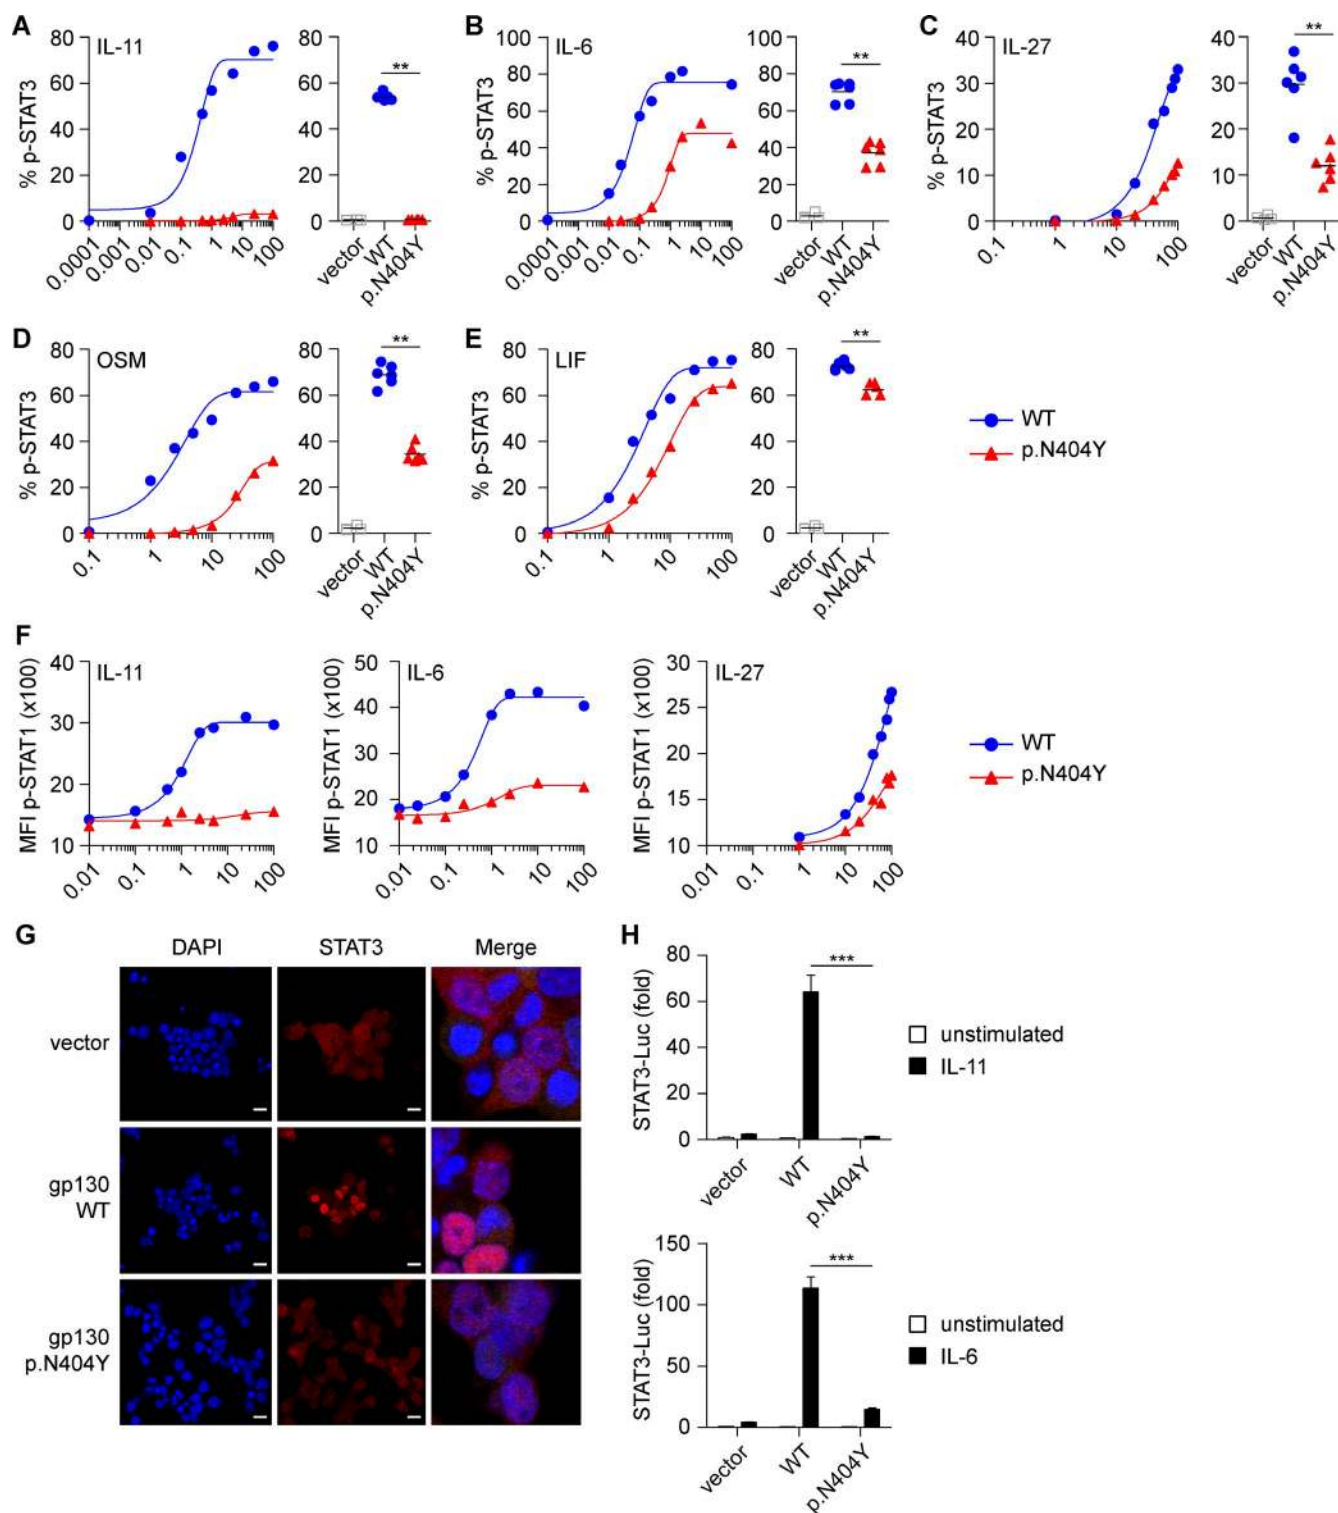 A
IL-11
% p-STAT3
80
60
40
20
0
0.0001
0.001
0.01
0.1
1
10
100
80
60
40
20
0
**
vector
WT
p.N404Y
B
IL-6
% p-STAT3
100
80
60
40
20
0
0.0001
0.001
0.01
0.1
1
10
100
100
80
60
40
20
0
**
vector
WT
p.N404Y
C
IL-27
% p-STAT3
40
30
20
10
0
0.1
1
10
100
40
30
20
10
0
**
vector
WT
p.N404Y
D
OSM
% p-STAT3
80
60
40
20
0
0.1
1
10
100
80
60
40
20
0
**
vector
WT
p.N404Y
E
LIF
% p-STAT3
80
60
40
20
0
0.1
1
10
100
80
60
40
20
0
**
vector
WT
p.N404Y
WT
p.N404Y
F
IL-11
MFI p-STAT1 (x100)
40
30
20
10
0.01
0.1
1
10
100
IL-6
MFI p-STAT1 (x100)
50
40
30
20
10
0.01
0.1
1
10
100
IL-27
MFI p-STAT1 (x100)
30
25
20
15
10
0.01
0.1
1
10
100
WT
p.N404Y
G
DAPI
STAT3
Merge
vector
gp130
WT
gp130
p.N404Y
H
STAT3-Luc (fold)
80
60
40
20
0
***
vector
WT
p.N404Y
unstimulated
IL-11
STAT3-Luc (fold)
150
100
50
0
***
vector
WT
p.N404Y
unstimulated
IL-6